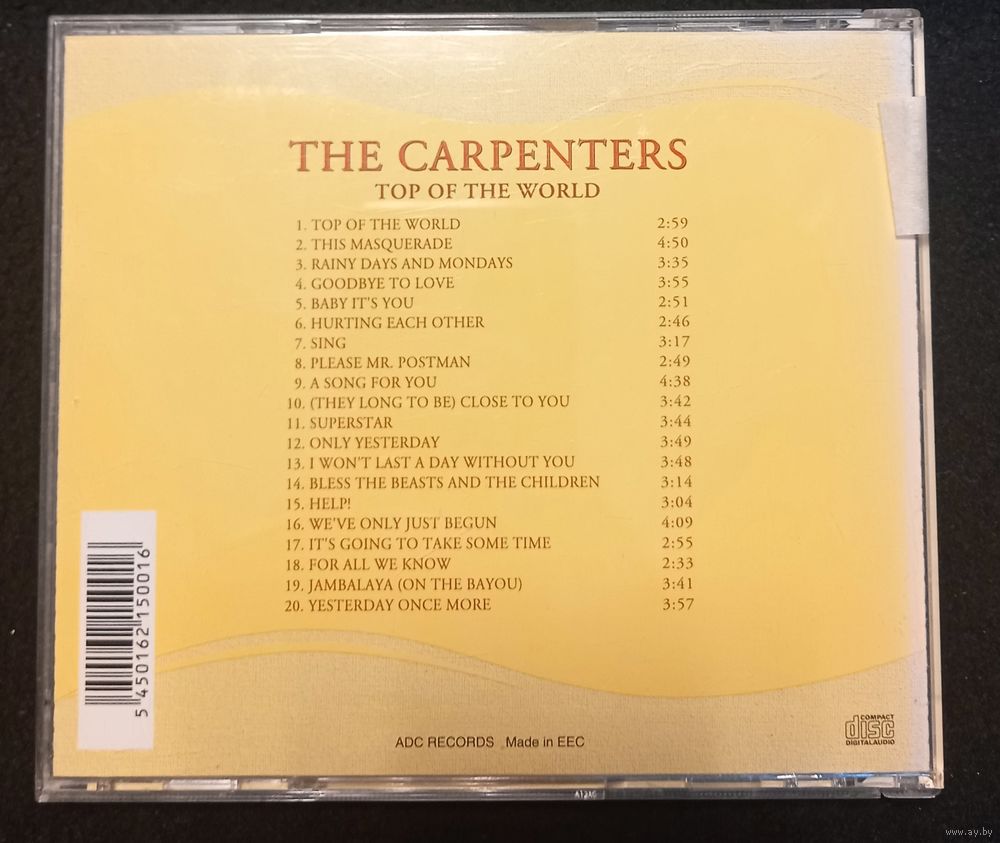 THE CARPENTERS
TOP OF THE WORLD
1. TOP OF THE WORLD 2:59
2. THIS MASQUERADE 4:50
3. RAINY DAYS AND MONDAYS 3:35
4. GOODBYE TO LOVE 3:55
5. BABY IT'S YOU 2:51
6. HURTING EACH OTHER 2:46
7. SING 3:17
8. PLEASE MR. POSTMAN 2:49
9. A SONG FOR YOU 4:38
10. (THEY LONG TO BE) CLOSE TO YOU 3:42
11. SUPERSTAR 3:44
12. ONLY YESTERDAY 3:49
13. I WON'T LAST A DAY WITHOUT YOU 3:48
14. BLESS THE BEASTS AND THE CHILDREN 3:14
15. HELP! 3:04
16. WE'VE ONLY JUST BEGUN 4:09
17. IT'S GOING TO TAKE SOME TIME 2:55
18. FOR ALL WE KNOW 2:33
19. JAMBALAYA (ON THE BAYOU) 3:41
20. YESTERDAY ONCE MORE 3:57
5 450162 150016
ADC RECORDS Made in EEC
COMPACT
disc
DIGITAL AUDIO
www.ay.by